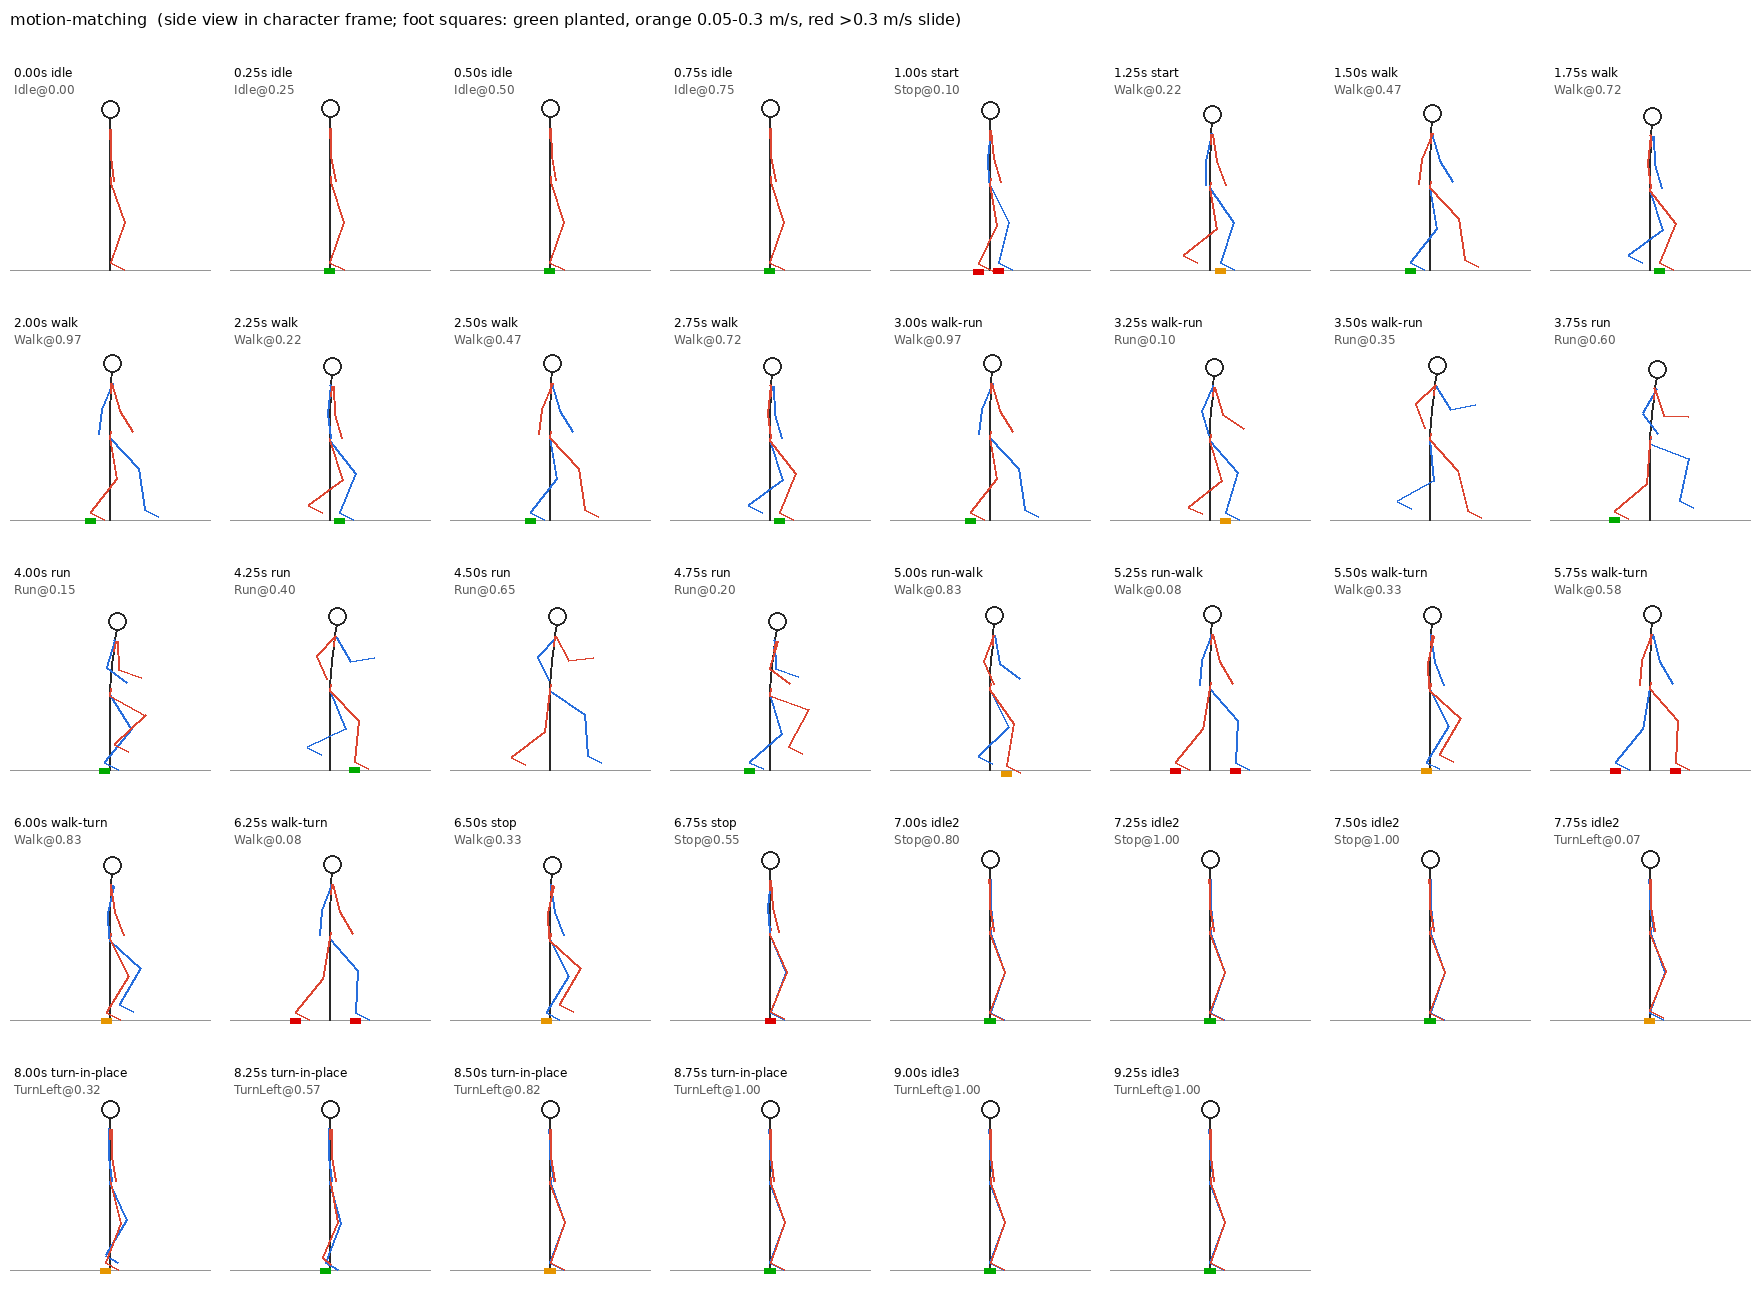 motion-matching  (side view in character frame; foot squares: green planted, orange 0.05-0.3 m/s, red >0.3 m/s slide)
0.00s idle
Idle@0.00
0.25s idle
Idle@0.25
0.50s idle
Idle@0.50
0.75s idle
Idle@0.75
1.00s start
Stop@0.10
1.25s start
Walk@0.22
1.50s walk
Walk@0.47
1.75s walk
Walk@0.72
2.00s walk
Walk@0.97
2.25s walk
Walk@0.22
2.50s walk
Walk@0.47
2.75s walk
Walk@0.72
3.00s walk-run
Walk@0.97
3.25s walk-run
Run@0.10
3.50s walk-run
Run@0.35
3.75s run
Run@0.60
4.00s run
Run@0.15
4.25s run
Run@0.40
4.50s run
Run@0.65
4.75s run
Run@0.20
5.00s run-walk
Walk@0.83
5.25s run-walk
Walk@0.08
5.50s walk-turn
Walk@0.33
5.75s walk-turn
Walk@0.58
6.00s walk-turn
Walk@0.83
6.25s walk-turn
Walk@0.08
6.50s stop
Walk@0.33
6.75s stop
Stop@0.55
7.00s idle2
Stop@0.80
7.25s idle2
Stop@1.00
7.50s idle2
Stop@1.00
7.75s idle2
TurnLeft@0.07
8.00s turn-in-place
TurnLeft@0.32
8.25s turn-in-place
TurnLeft@0.57
8.50s turn-in-place
TurnLeft@0.82
8.75s turn-in-place
TurnLeft@1.00
9.00s idle3
TurnLeft@1.00
9.25s idle3
TurnLeft@1.00